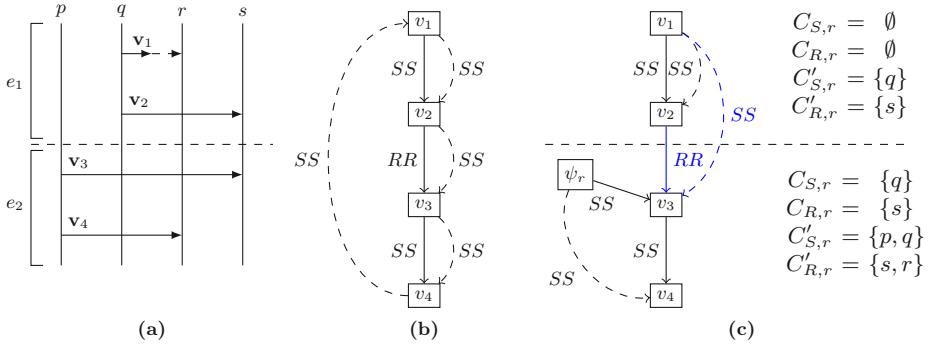 p q r s
e₁
v₁
v₂
e₂
v₃
v₄
(a)
v₁
SS SS
v₂
SS RR SS
v₃
SS SS
v₄
(b)
v₁
SS SS
SS
v₂
RR
ψᵣ
SS
v₃
SS SS
v₄
(c)
C_{S,r} = ∅
C_{R,r} = ∅
C'_{S,r} = {q}
C'_{R,r} = {s}
C_{S,r} = {q}
C_{R,r} = {s}
C'_{S,r} = {p, q}
C'_{R,r} = {s, r}